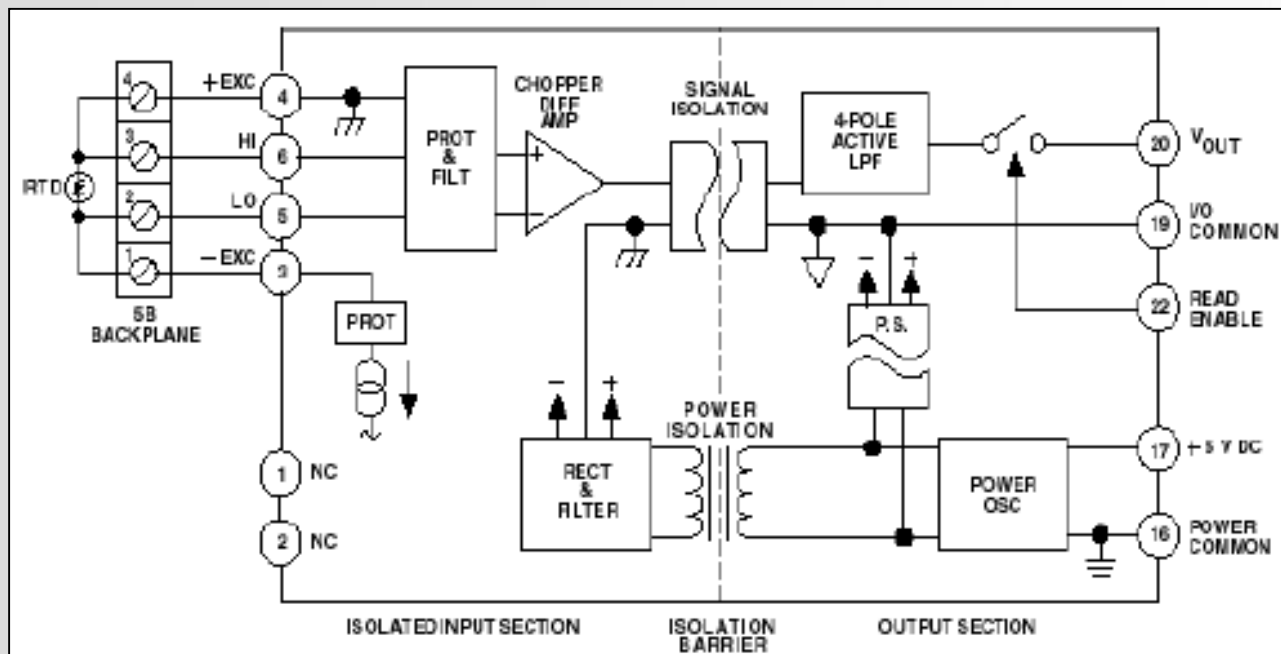 4
+EXC
4
3
HI
6
RTD
2
LO
5
1
−EXC
3
5B
BACKPLANE
PROT
&
FILT
CHOPPER
DIFF
AMP
+
−
PROT
1
NC
2
NC
SIGNAL
ISOLATION
4-POLE
ACTIVE
LPF
20
VOUT
19
I/O
COMMON
22
READ
ENABLE
−
+
P.S.
−
+
RECT
&
FILTER
POWER
ISOLATION
POWER
OSC
17
+5 V DC
16
POWER
COMMON
ISOLATED INPUT SECTION
ISOLATION
BARRIER
OUTPUT SECTION